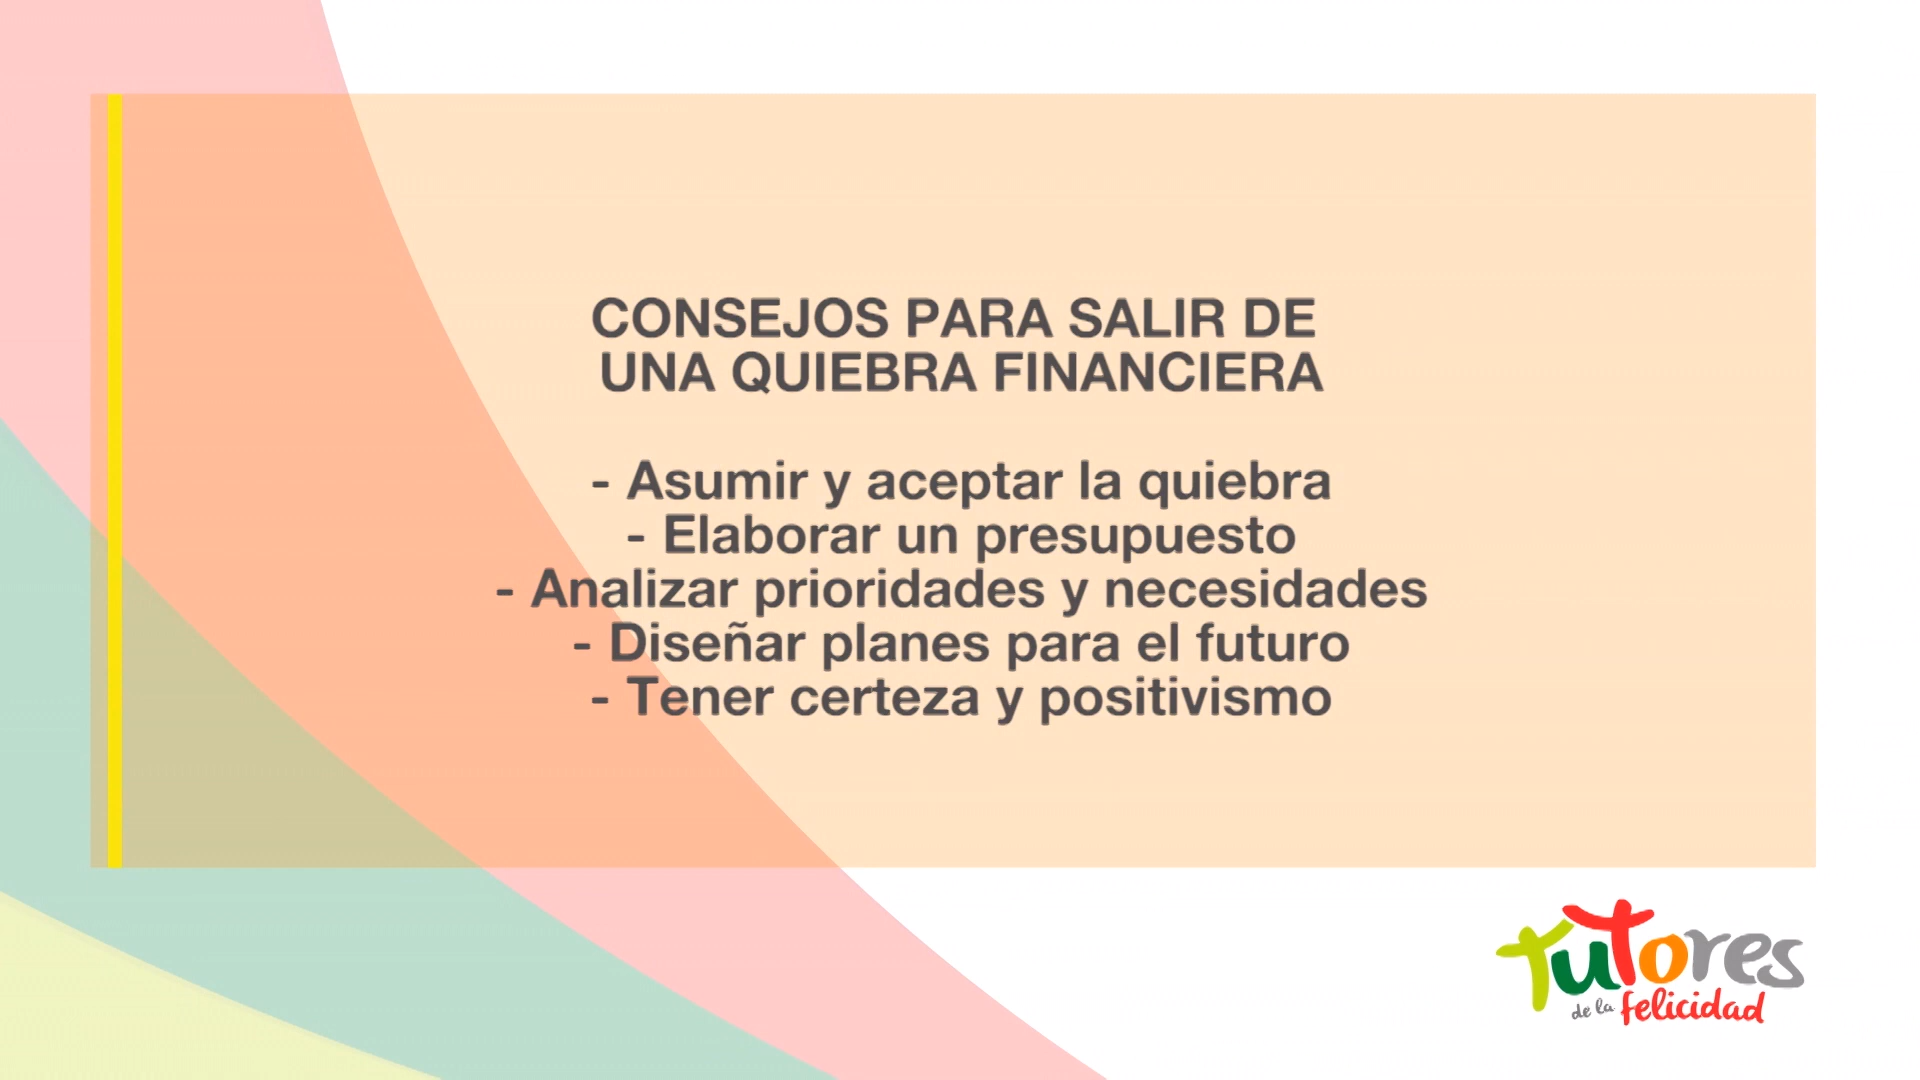 CONSEJOS PARA SALIR DE
UNA QUIEBRA FINANCIERA
- Asumir y aceptar la quiebra
- Elaborar un presupuesto
- Analizar prioridades y necesidades
- Diseñar planes para el futuro
- Tener certeza y positivismo
Tutores
de la felicidad